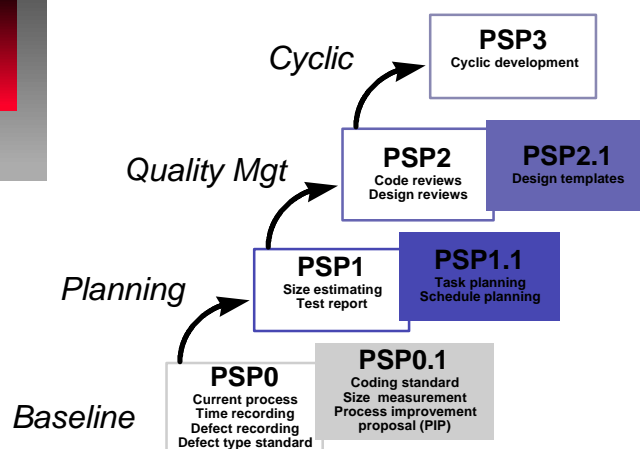 Cyclic
PSP3
Cyclic development
Quality Mgt
PSP2
Code reviews
Design reviews
PSP2.1
Design templates
Planning
PSP1
Size estimating
Test report
PSP1.1
Task planning
Schedule planning
Baseline
PSP0
Current process
Time recording
Defect recording
Defect type standard
PSP0.1
Coding standard
Size measurement
Process improvement
proposal (PIP)